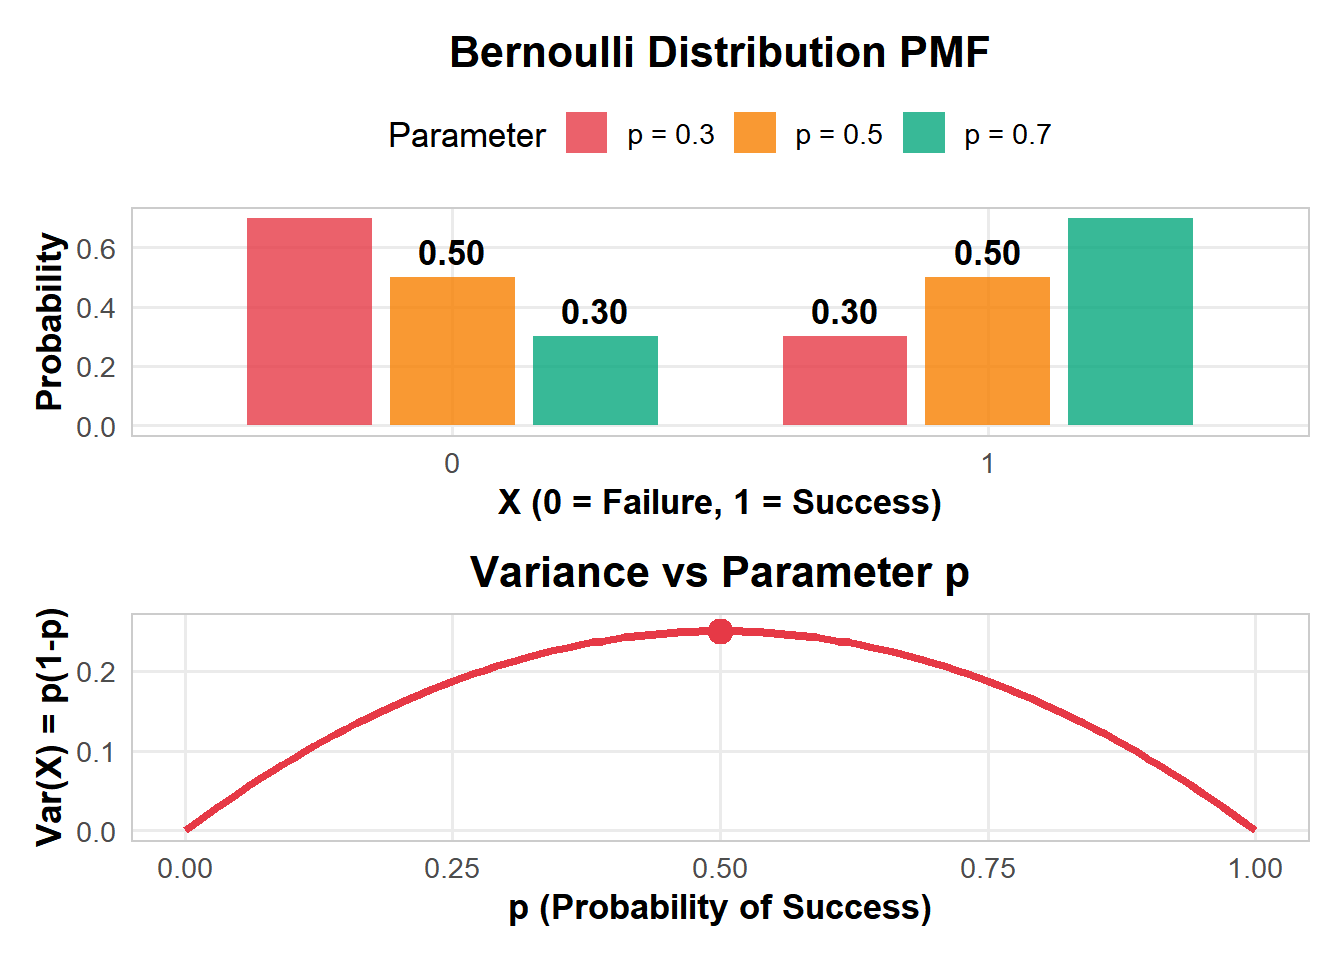 Bernoulli Distribution PMF
Parameter p = 0.3 p = 0.5 p = 0.7
Probability
0.6
0.4
0.2
0.0
0.50
0.30
0.30
0.50
0 1
X (0 = Failure, 1 = Success)
Variance vs Parameter p
Var(X) = p(1-p)
0.2
0.1
0.0
0.00 0.25 0.50 0.75 1.00
p (Probability of Success)